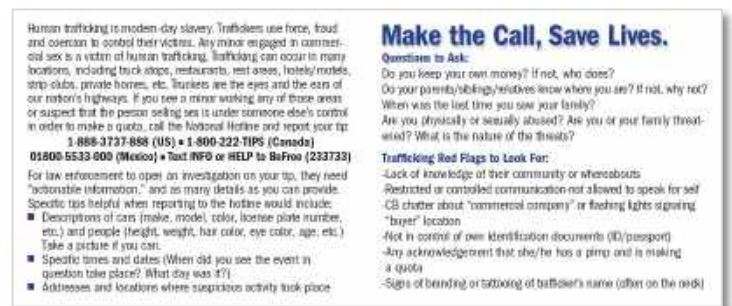 Human trafficking is modern-day slavery. Traffickers use force, fraud
and coercion to control their victims. Any minor engaged in commer-
cial sex is a victim of human trafficking. Trafficking can occur in many
locations, including truck stops, restaurants, rest areas, hotels/motels,
strip clubs, private homes, etc. Truckers are the eyes and the ears of
our nation's highways. If you see a minor working any of those areas
or suspect that the person selling sex is under someone else's control
in order to make a quota, call the National Hotline and report your tip:
1-888-3737-888 (US) • 1-800-222-TIPS (Canada)
01800-5533-000 (Mexico) • Text INFO or HELP to BeFree (233733)
For law enforcement to open an investigation on your tip, they need
"actionable information," and as many details as you can provide.
Specific tips helpful when reporting to the hotline would include:
■ Descriptions of cars (make, model, color, license plate number,
etc.) and people (height, weight, hair color, eye color, age, etc.)
Take a picture if you can.
■ Specific times and dates (When did you see the event in
question take place? What day was it?)
■ Addresses and locations where suspicious activity took place
Make the Call, Save Lives.
Questions to Ask:
Do you keep your own money? If not, who does?
Do your parents/siblings/relatives know where you are? If not, why not?
When was the last time you saw your family?
Are you physically or sexually abused? Are you or your family threat-
ened? What is the nature of the threats?
Trafficking Red Flags to Look For:
-Lack of knowledge of their community or whereabouts
-Restricted or controlled communication-not allowed to speak for self
-CB chatter about "commercial company" or flashing lights signaling
"buyer" location
-Not in control of own identification documents (ID/passport)
-Any acknowledgement that she/he has a pimp and is making
a quota
-Signs of branding or tattooing of trafficker's name (often on the neck)